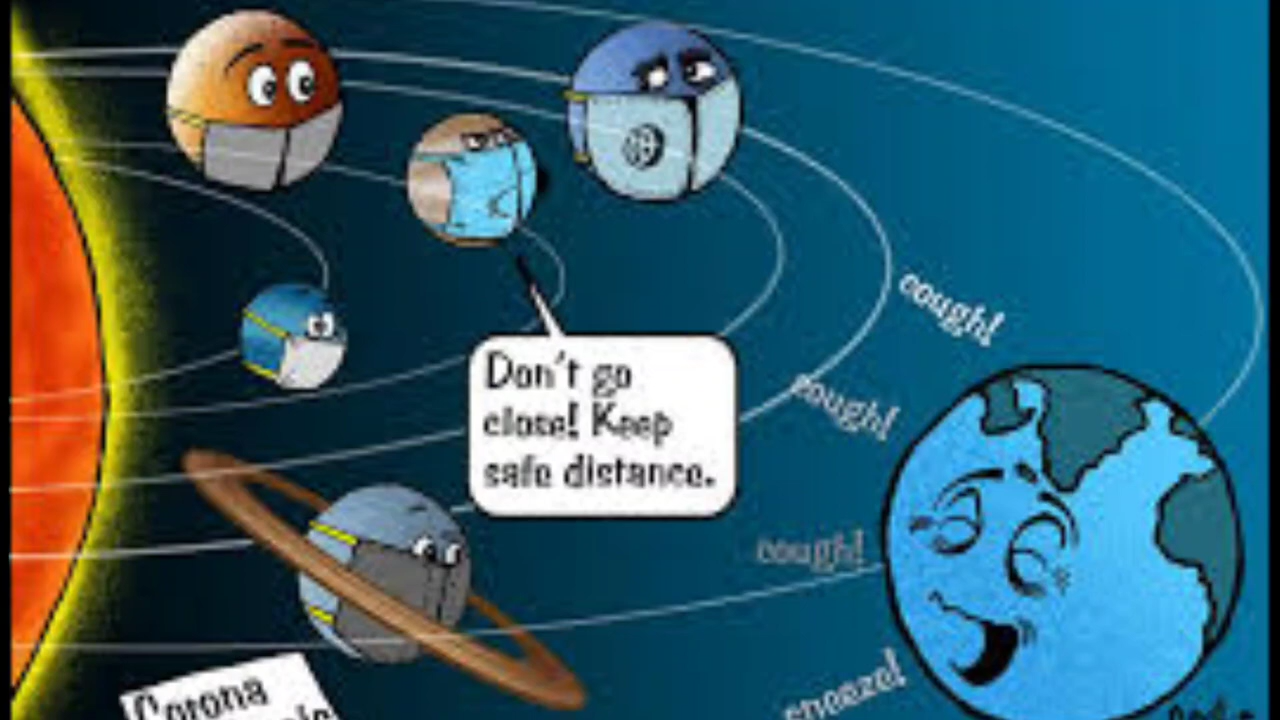 cough!
cough!
Don't go
close! Keep
safe distance.
cough!
sneeze!
Corona